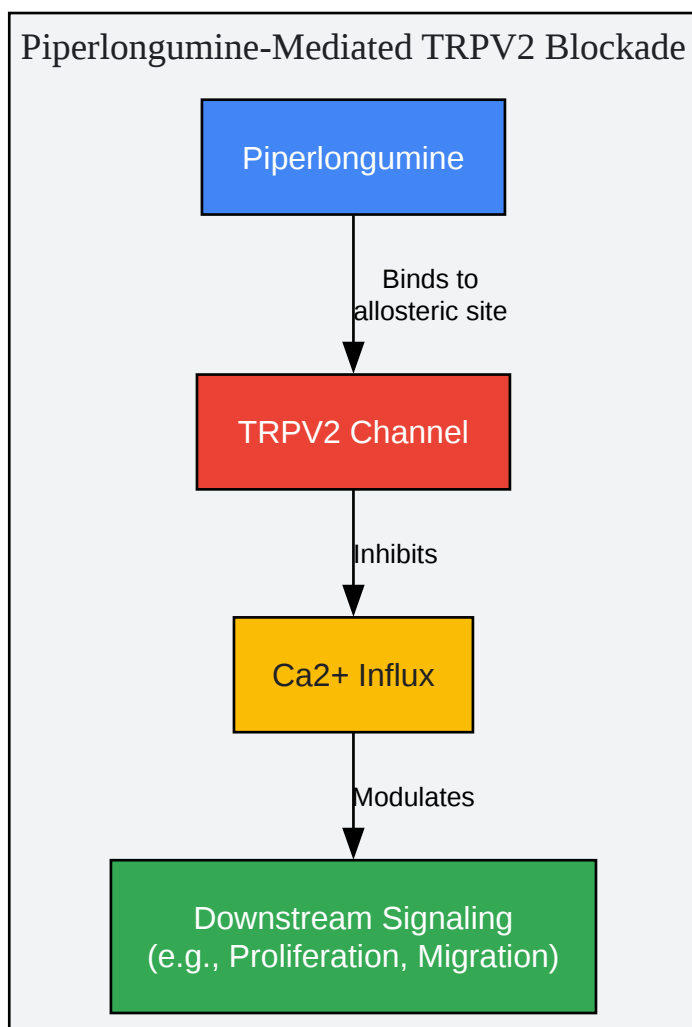 Piperlongumine-Mediated TRPV2 Blockade
Piperlongumine
Binds to
allosteric site
TRPV2 Channel
Inhibits
Ca2+ Influx
Modulates
Downstream Signaling
(e.g., Proliferation, Migration)